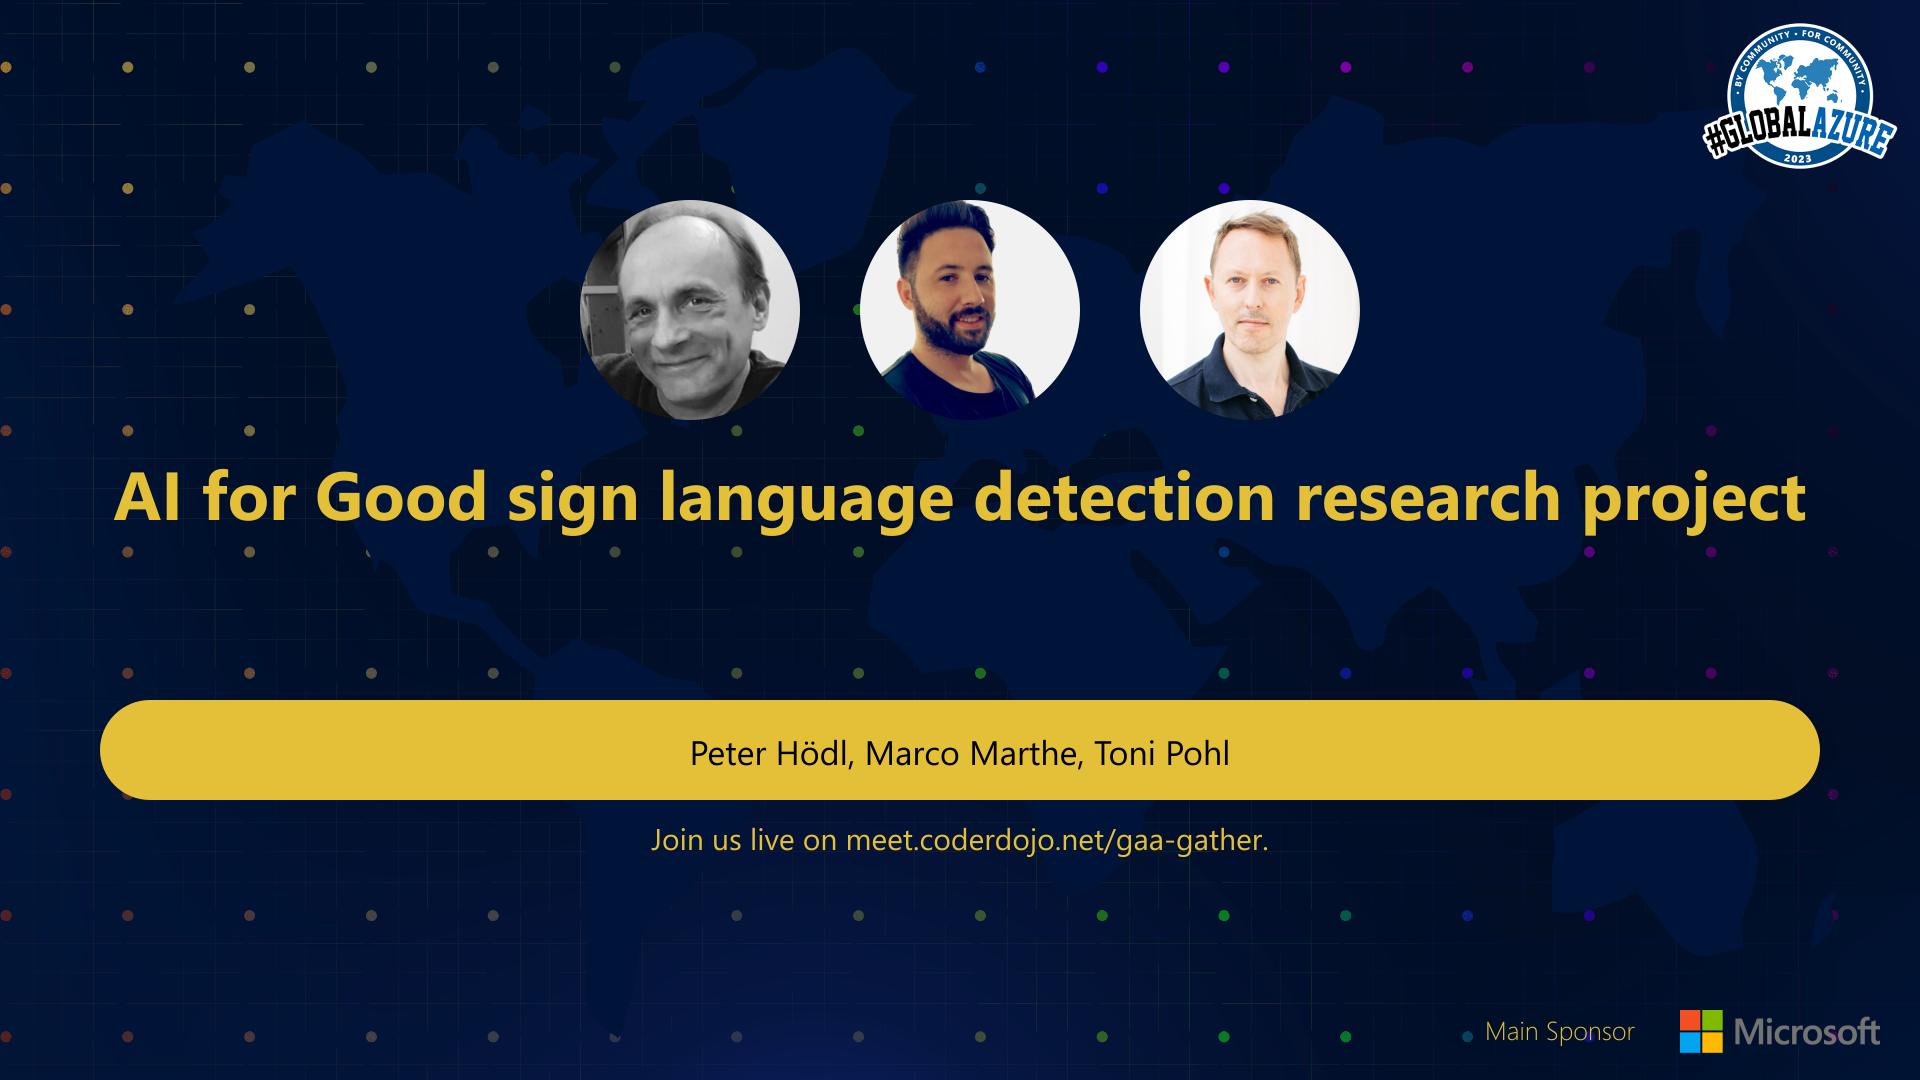 • BY COMMUNITY • FOR COMMUNITY •
#GLOBALAZURE
2023
AI for Good sign language detection research project
Peter Hödl, Marco Marthe, Toni Pohl
Join us live on meet.coderdojo.net/gaa-gather.
Main Sponsor
Microsoft